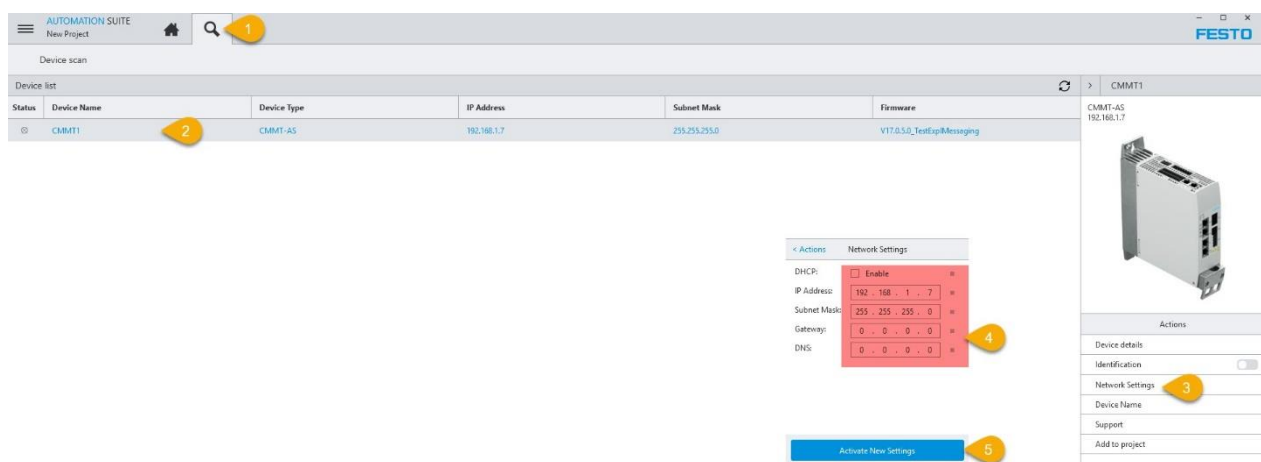 AUTOMATION SUITE
New Project
1
FESTO
Device scan
Device list
CMMT1
Status Device Name Device Type IP Address Subnet Mask Firmware
CMMT1 2 CMMT-AS 192.168.1.7 255.255.255.0 V17.0.5.0_TestExplMessaging
CMMT-AS
192.168.1.7
< Actions Network Settings
DHCP: Enable
IP Address: 192 . 168 . 1 . 7
Subnet Mask: 255 . 255 . 255 . 0
Gateway: 0 . 0 . 0 . 0
DNS: 0 . 0 . 0 . 0
4
Activate New Settings 5
Actions
Device details
Identification
Network Settings 3
Device Name
Support
Add to project